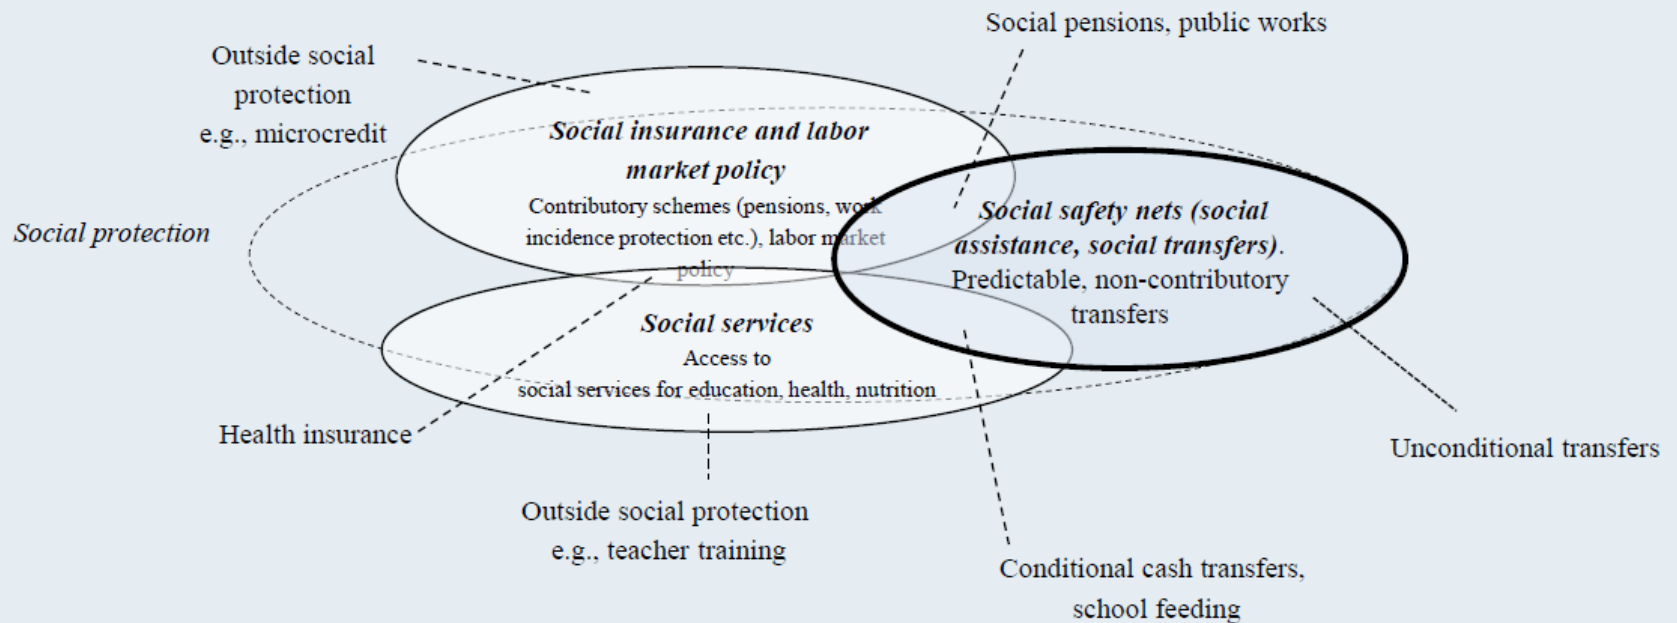 Social pensions, public works
Outside social
protection
e.g., microcredit
Social insurance and labor
market policy
Contributory schemes (pensions, work
incidence protection etc.), labor market
policy
Social safety nets (social
assistance, social transfers).
Predictable, non-contributory
transfers
Social protection
Social services
Access to
social services for education, health, nutrition
Health insurance
Unconditional transfers
Outside social protection
e.g., teacher training
Conditional cash transfers,
school feeding